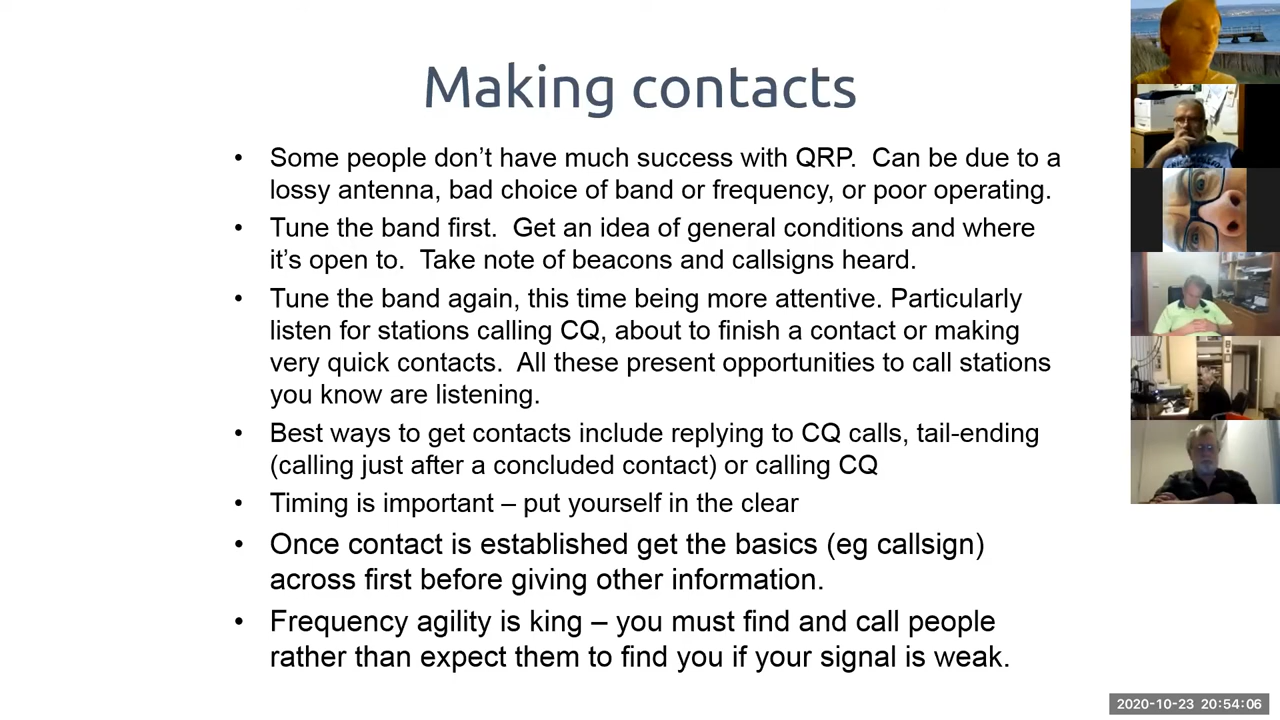 Making contacts
• Some people don’t have much success with QRP.  Can be due to a
lossy antenna, bad choice of band or frequency, or poor operating.
• Tune the band first.  Get an idea of general conditions and where
it’s open to.  Take note of beacons and callsigns heard.
• Tune the band again, this time being more attentive. Particularly
listen for stations calling CQ, about to finish a contact or making
very quick contacts.  All these present opportunities to call stations
you know are listening.
• Best ways to get contacts include replying to CQ calls, tail-ending
(calling just after a concluded contact) or calling CQ
• Timing is important – put yourself in the clear
• Once contact is established get the basics (eg callsign)
across first before giving other information.
• Frequency agility is king – you must find and call people
rather than expect them to find you if your signal is weak.
2020-10-23 20:54:06